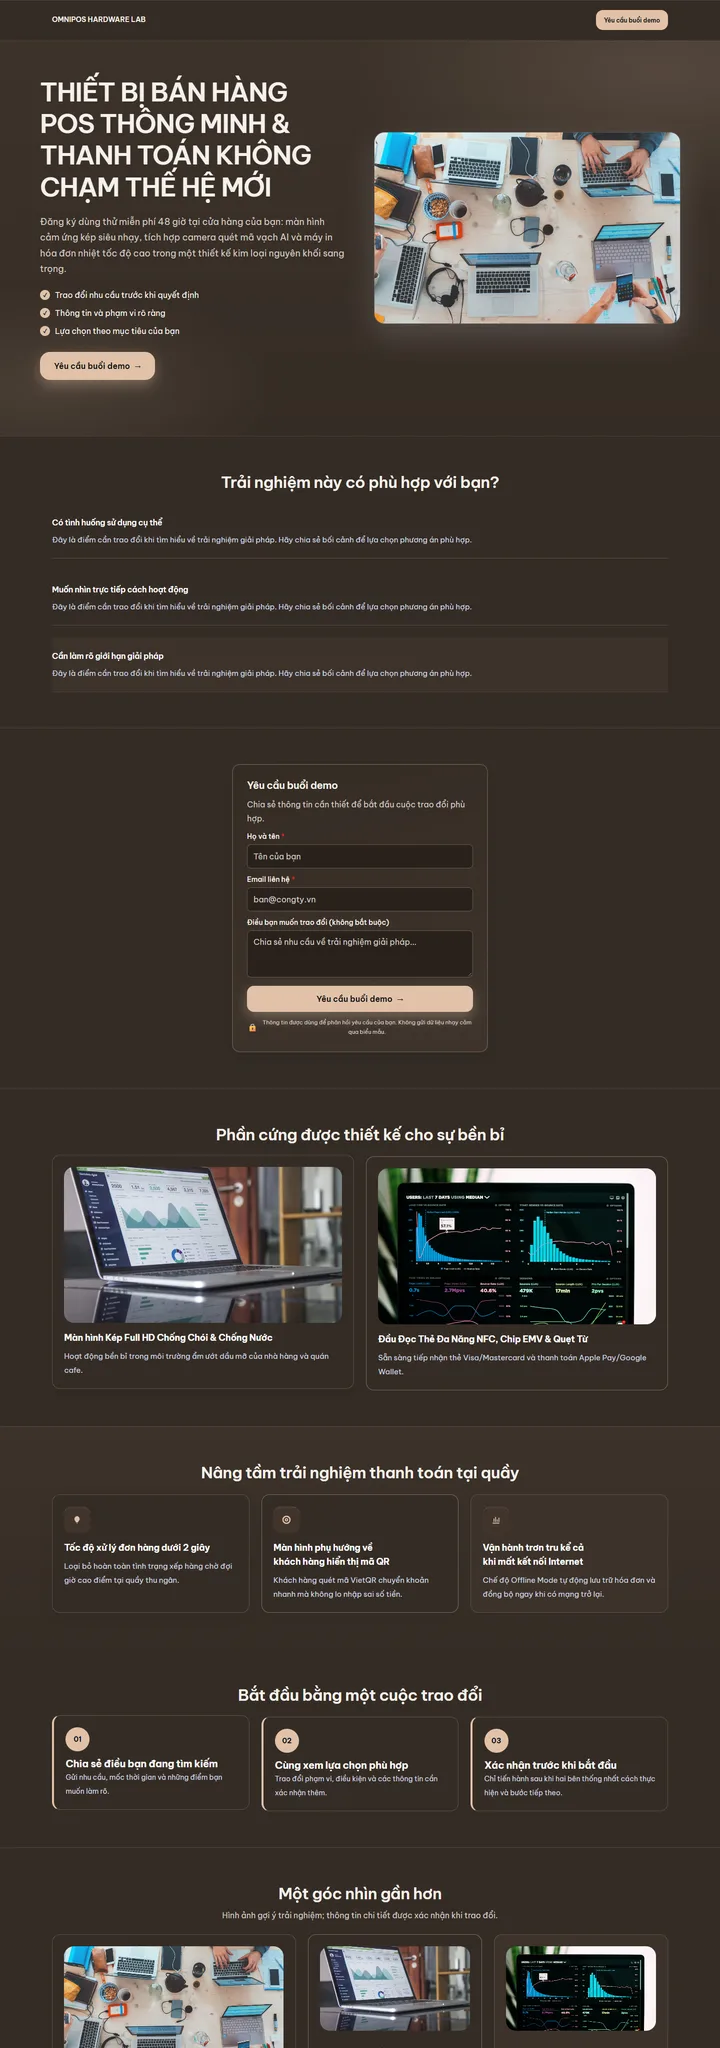 OMNIPOS HARDWARE LAB
Yêu cầu buổi demo
THIẾT BỊ BÁN HÀNG
POS THÔNG MINH &
THANH TOÁN KHÔNG
CHẠM THẾ HỆ MỚI
Đăng ký dùng thử miễn phí 48 giờ tại cửa hàng của bạn: màn hình
cảm ứng kép siêu nhạy, tích hợp camera quét mã vạch AI và máy in
hóa đơn nhiệt tốc độ cao trong một thiết kế kim loại nguyên khối sang
trọng.
Trao đổi nhu cầu trước khi quyết định
Thông tin và phạm vi rõ ràng
Lựa chọn theo mục tiêu của bạn
Yêu cầu buổi demo →
Trải nghiệm này có phù hợp với bạn?
Có tình huống sử dụng cụ thể
Đây là điểm cần trao đổi khi tìm hiểu về trải nghiệm giải pháp. Hãy chia sẻ bối cảnh để lựa chọn phương án phù hợp.
Muốn nhìn trực tiếp cách hoạt động
Đây là điểm cần trao đổi khi tìm hiểu về trải nghiệm giải pháp. Hãy chia sẻ bối cảnh để lựa chọn phương án phù hợp.
Cần làm rõ giới hạn giải pháp
Đây là điểm cần trao đổi khi tìm hiểu về trải nghiệm giải pháp. Hãy chia sẻ bối cảnh để lựa chọn phương án phù hợp.
Yêu cầu buổi demo
Chia sẻ thông tin cần thiết để bắt đầu cuộc trao đổi phù
hợp.
Họ và tên *
Tên của bạn
Email liên hệ *
ban@congty.vn
Điều bạn muốn trao đổi (không bắt buộc)
Chia sẻ nhu cầu về trải nghiệm giải pháp...
Yêu cầu buổi demo →
Thông tin được dùng để phản hồi yêu cầu của bạn. Không gửi dữ liệu nhạy cảm
qua biểu mẫu.
Phần cứng được thiết kế cho sự bền bỉ
USERS: LAST 7 DAYS USING MEDIAN
Màn hình Kép Full HD Chống Chói & Chống Nước
Hoạt động bền bỉ trong môi trường ẩm ướt dầu mỡ của nhà hàng và quán
cafe.
Đầu Đọc Thẻ Đa Năng NFC, Chip EMV & Quẹt Từ
Sẵn sàng tiếp nhận thẻ Visa/Mastercard và thanh toán Apple Pay/Google
Wallet.
Nâng tầm trải nghiệm thanh toán tại quầy
Tốc độ xử lý đơn hàng dưới 2 giây
Loại bỏ hoàn toàn tình trạng xếp hàng chờ đợi
giờ cao điểm tại quầy thu ngân.
Màn hình phụ hướng về
khách hàng hiển thị mã QR
Khách hàng quét mã VietQR chuyển khoản
nhanh mà không lo nhập sai số tiền.
Vận hành trơn tru kể cả
khi mất kết nối Internet
Chế độ Offline Mode tự động lưu trữ hóa đơn và
đồng bộ ngay khi có mạng trở lại.
Bắt đầu bằng một cuộc trao đổi
01
Chia sẻ điều bạn đang tìm kiếm
Gửi nhu cầu, mốc thời gian và những điểm bạn
muốn làm rõ.
02
Cùng xem lựa chọn phù hợp
Trao đổi phạm vi, điều kiện và các thông tin cần
xác nhận thêm.
03
Xác nhận trước khi bắt đầu
Chỉ tiến hành sau khi hai bên thống nhất cách thực
hiện và bước tiếp theo.
Một góc nhìn gần hơn
Hình ảnh gợi ý trải nghiệm; thông tin chi tiết được xác nhận khi trao đổi.